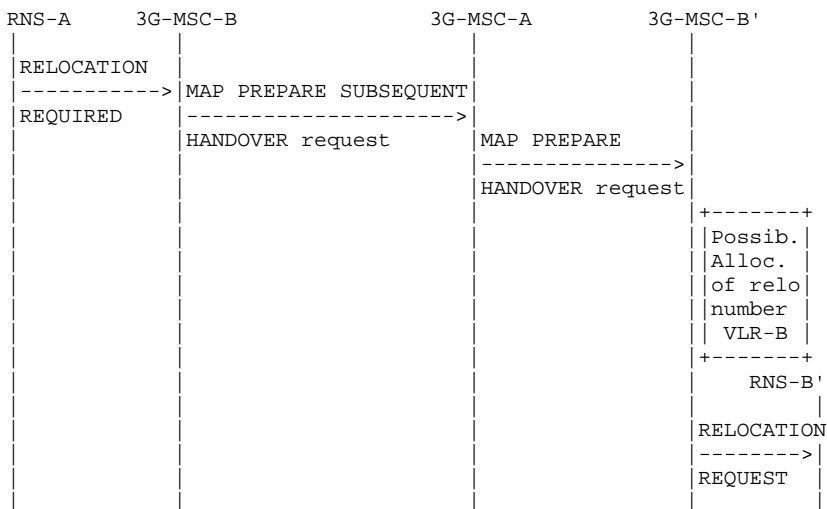 RNS-A 3G-MSC-B 3G-MSC-A 3G-MSC-B'
RELOCATION
MAP PREPARE SUBSEQUENT
REQUIRED
HANDOVER request MAP PREPARE
HANDOVER request
Possib.
Alloc.
of relo
number
VLR-B
RNS-B'
RELOCATION
REQUEST